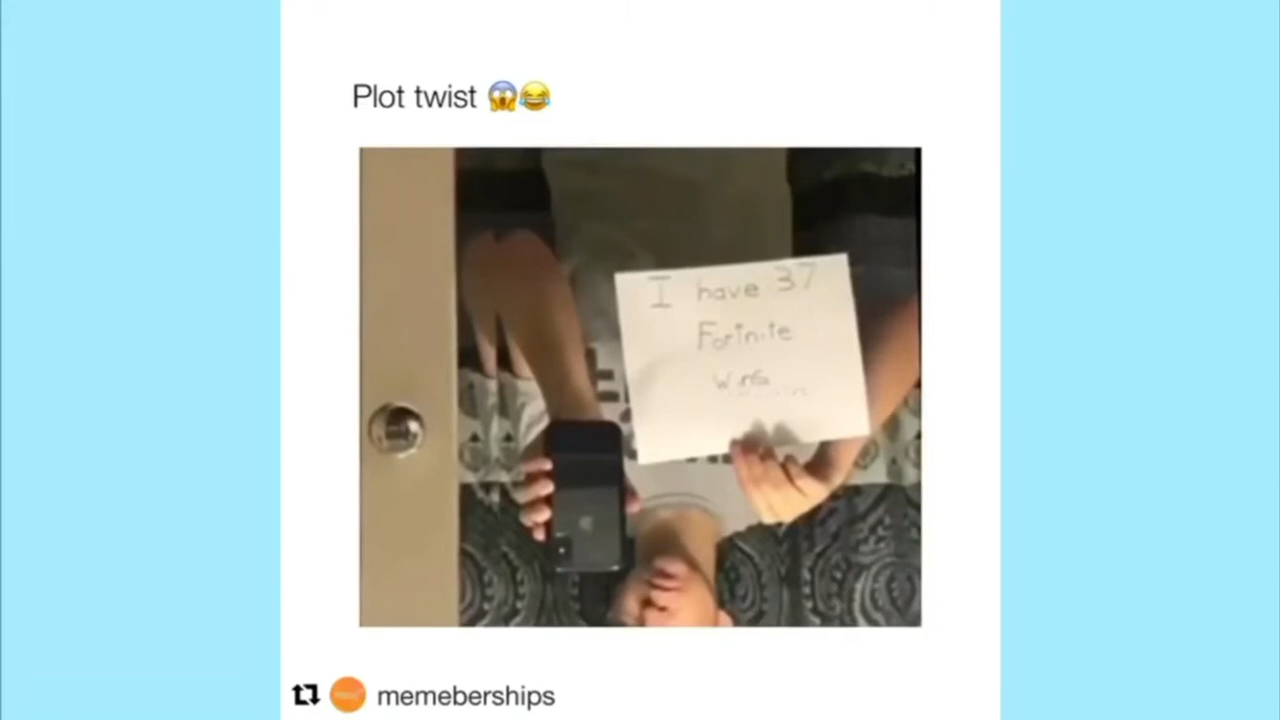 Plot twist 😱😂
I have 37
Fortnite
wins
memeberships